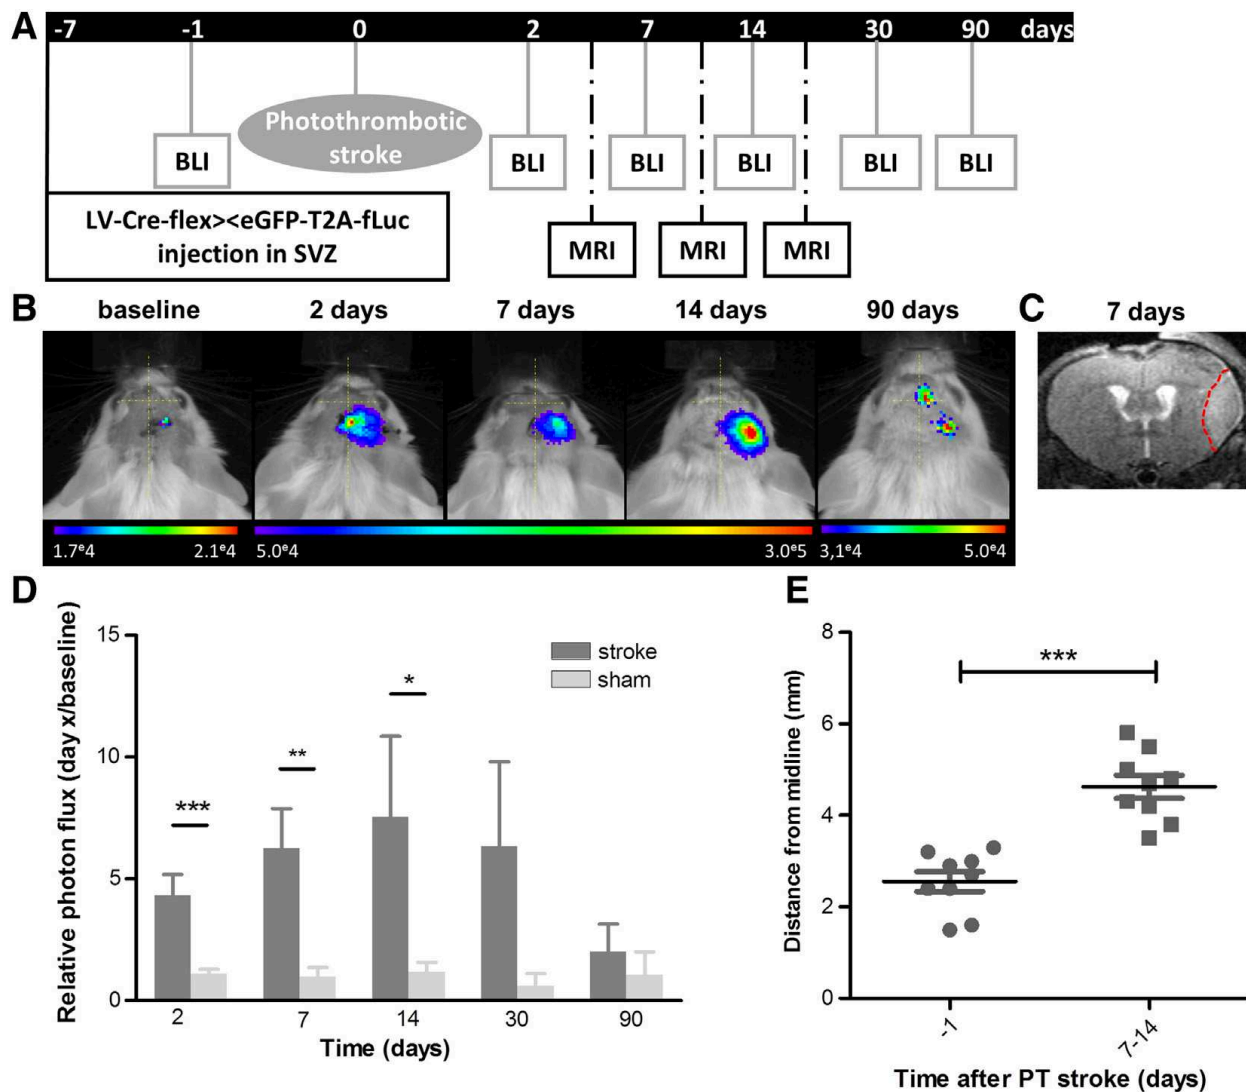 A
-7 -1 0 2 7 14 30 90 days
Photothrombotic
stroke
BLI BLI BLI BLI BLI BLI
LV-Cre-flex><eGFP-T2A-fLuc
injection in SVZ
MRI MRI MRI
B
baseline 2 days 7 days 14 days 90 days
1.7e4 2.1e4 5.0e4 3.0e5 3,1e4 5.0e4
C
7 days
D
Relative photon flux (day x/baseline)
15
10
5
0
stroke
sham
***
**
*
2 7 14 30 90
Time (days)
E
Distance from midline (mm)
8
6
4
2
0
***
-1 7-14
Time after PT stroke (days)